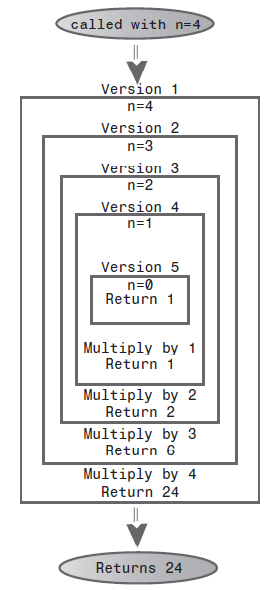 called with n=4
Version 1
n=4
Version 2
n=3
Version 3
n=2
Version 4
n=1
Version 5
n=0
Return 1
Multiply by 1
Return 1
Multiply by 2
Return 2
Multiply by 3
Return 6
Multiply by 4
Return 24
Returns 24